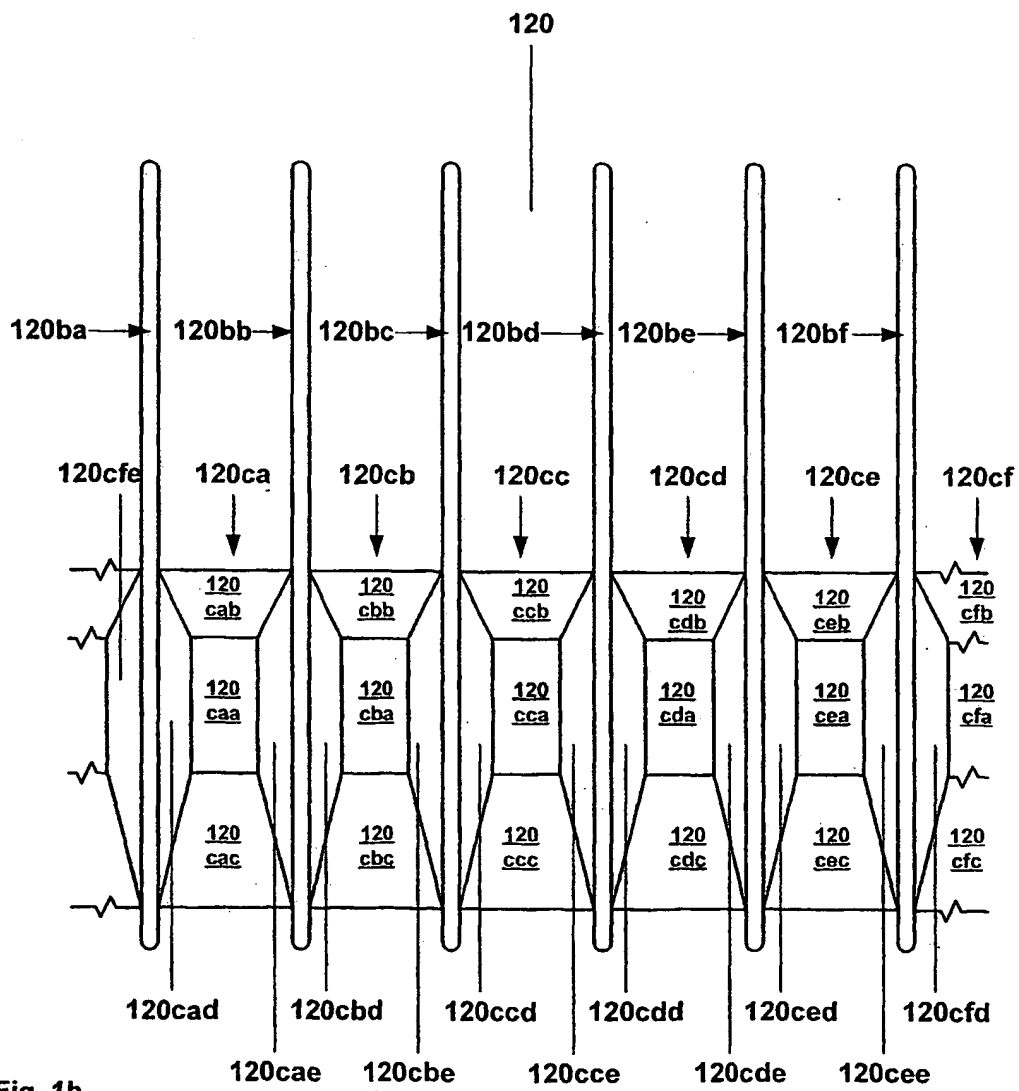 120
120ba 120bb 120bc 120bd 120be 120bf
120cfe 120ca 120cb 120cc 120cd 120ce 120cf
120 120 120 120 120 120
cab cbb ccb cdb ceb cfb
120 120 120 120 120 120
caa cba cca cda cea cfa
120 120 120 120 120 120
cac cbc ccc cdc cec cfc
120cad 120cbd 120ccd 120cdd 120ced 120cfd
120cae 120cbe 120cce 120cde 120cee
Fig. 1b